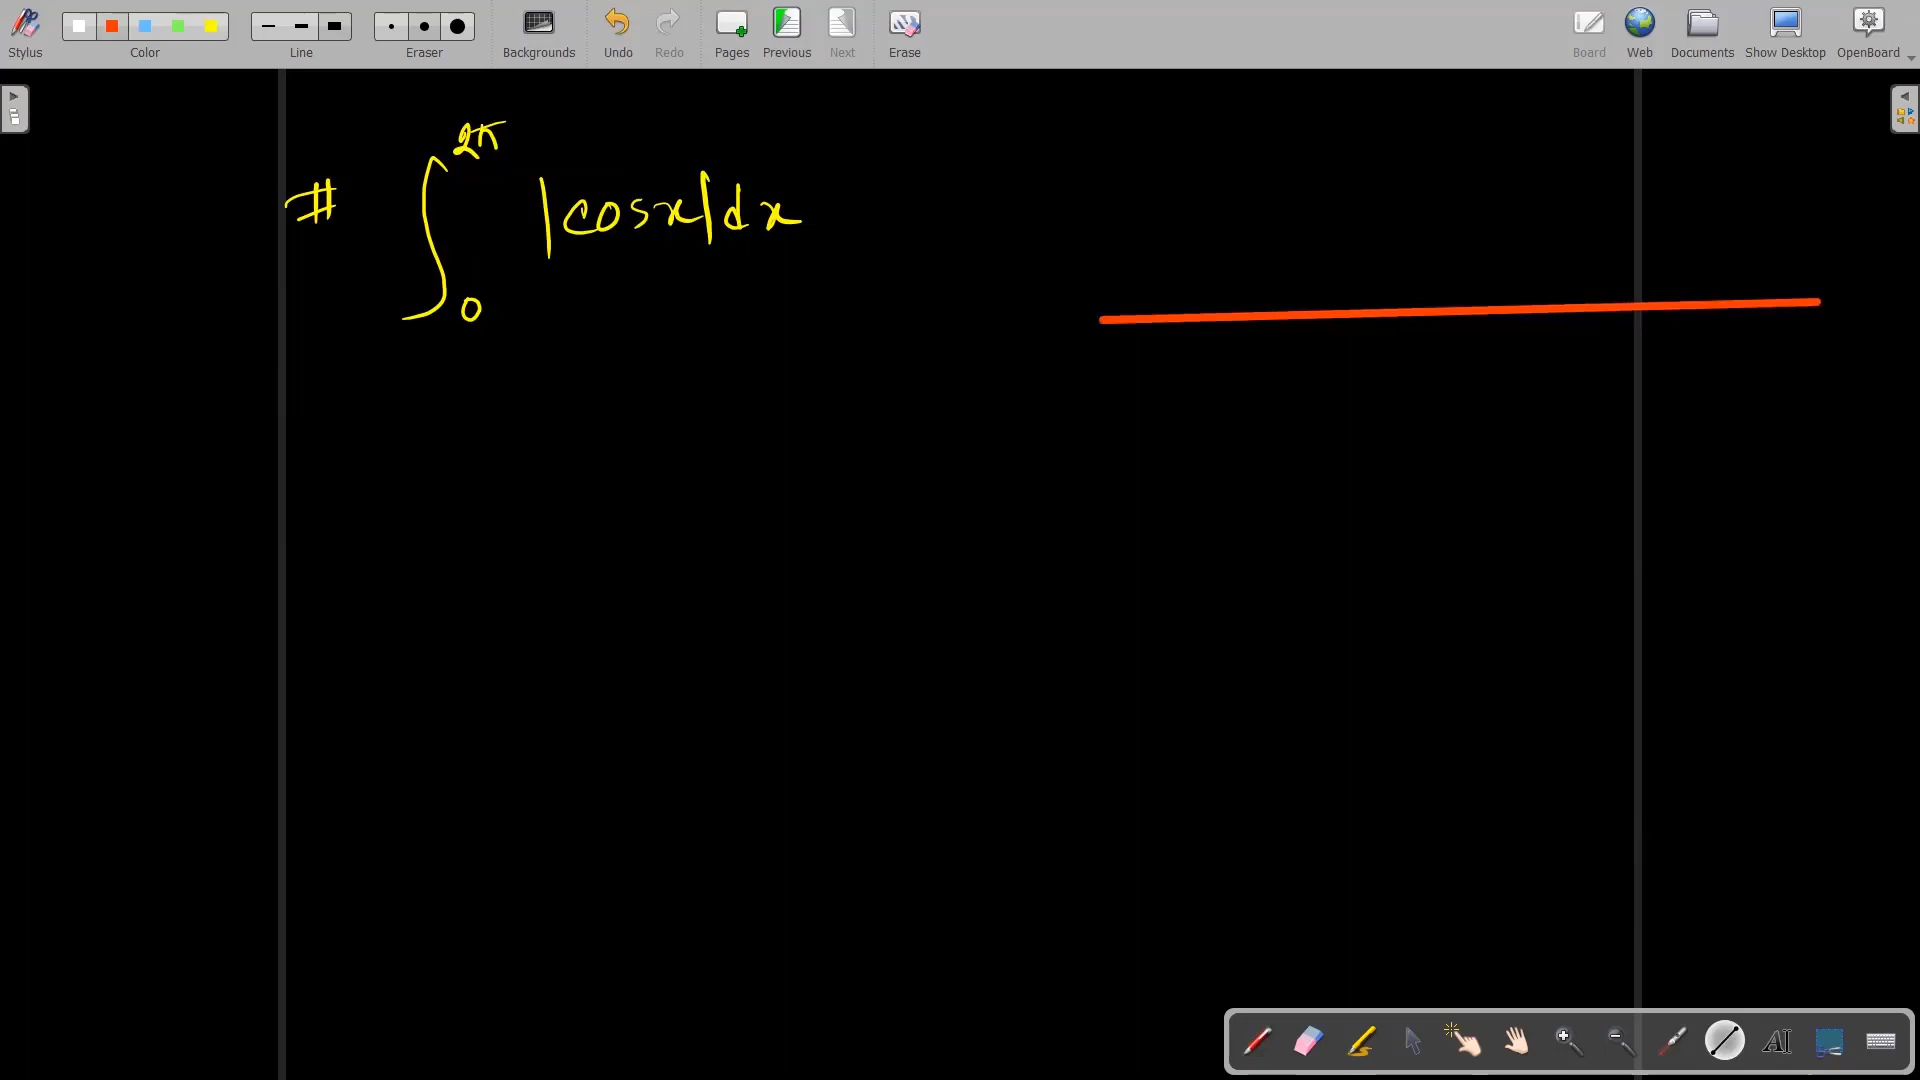 Stylus Color Line Eraser Backgrounds Undo Redo Pages Previous Next Erase Board Web Documents Show Desktop OpenBoard
2π
# ∫ |cosx|dx
0
AI